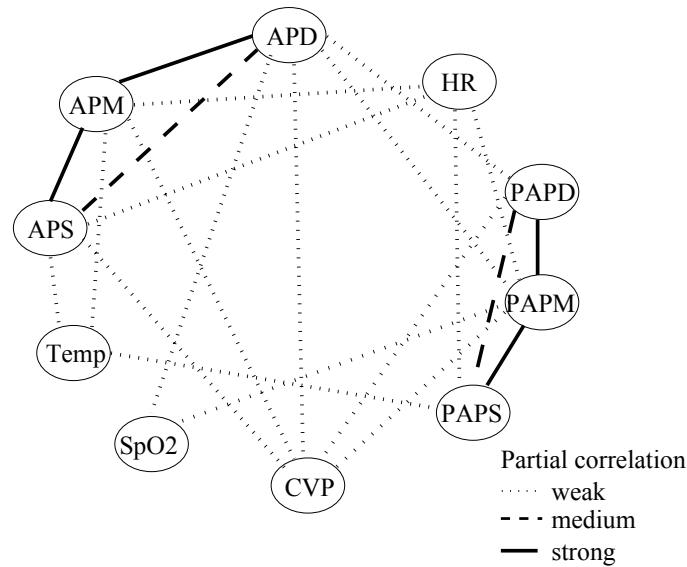 APD
HR
APM
PAPD
APS
PAPM
Temp
PAPS
SpO2
CVP
Partial correlation
weak
medium
strong